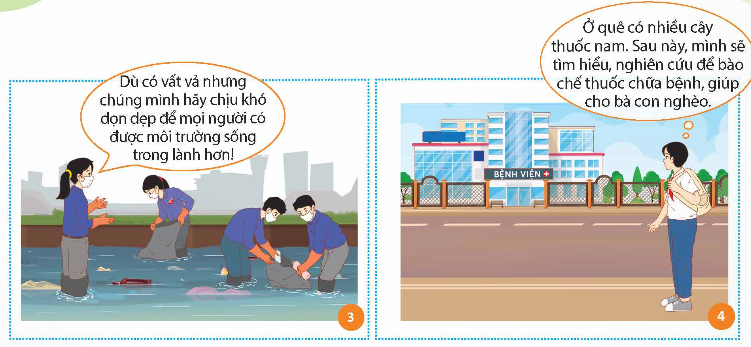 Dù có vất vả nhưng
chúng mình hãy chịu khó
dọn dẹp để mọi người có
được môi trường sống
trong lành hơn!
3
Ở quê có nhiều cây
thuốc nam. Sau này, mình sẽ
tìm hiểu, nghiên cứu để bào
chế thuốc chữa bệnh, giúp
cho bà con nghèo.
BỆNH VIỆN
4